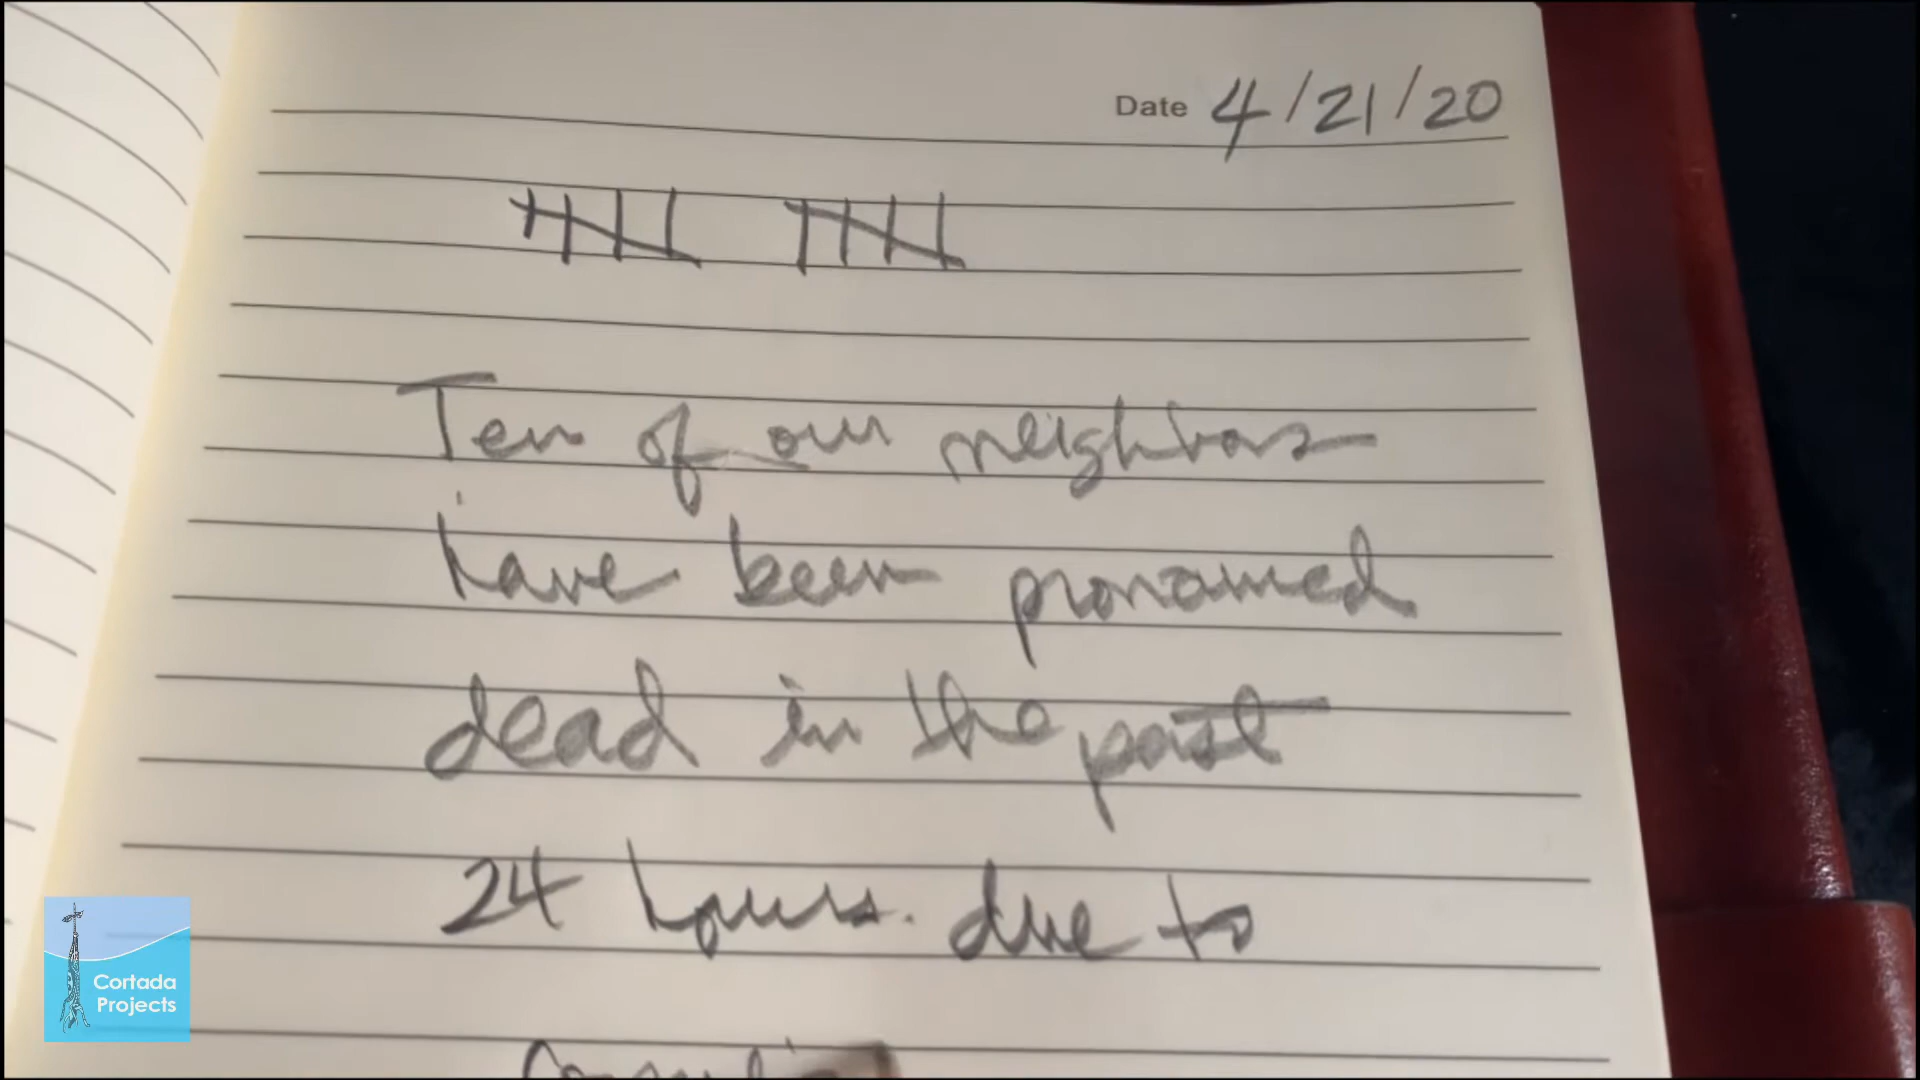 Date 4/21/20
Ten of our neighbors
have been pronounced
dead in the past
24 hours. due to
Cortada
Projects